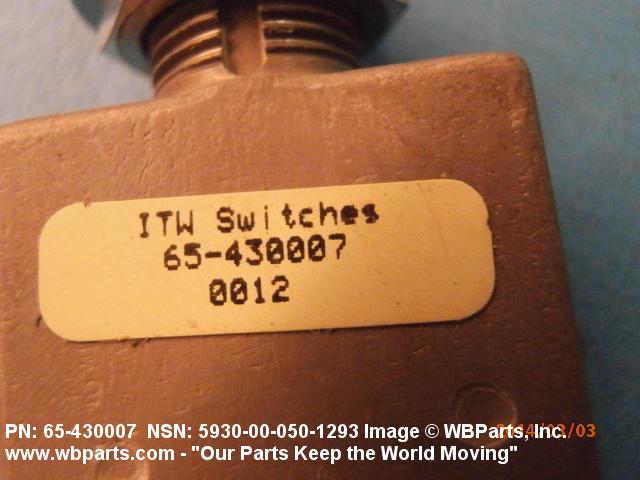 ITW Switches
65-430007
0012
PN: 65-430007 NSN: 5930-00-050-1293 Image © WBParts, Inc.
www.wbparts.com - "Our Parts Keep the World Moving"